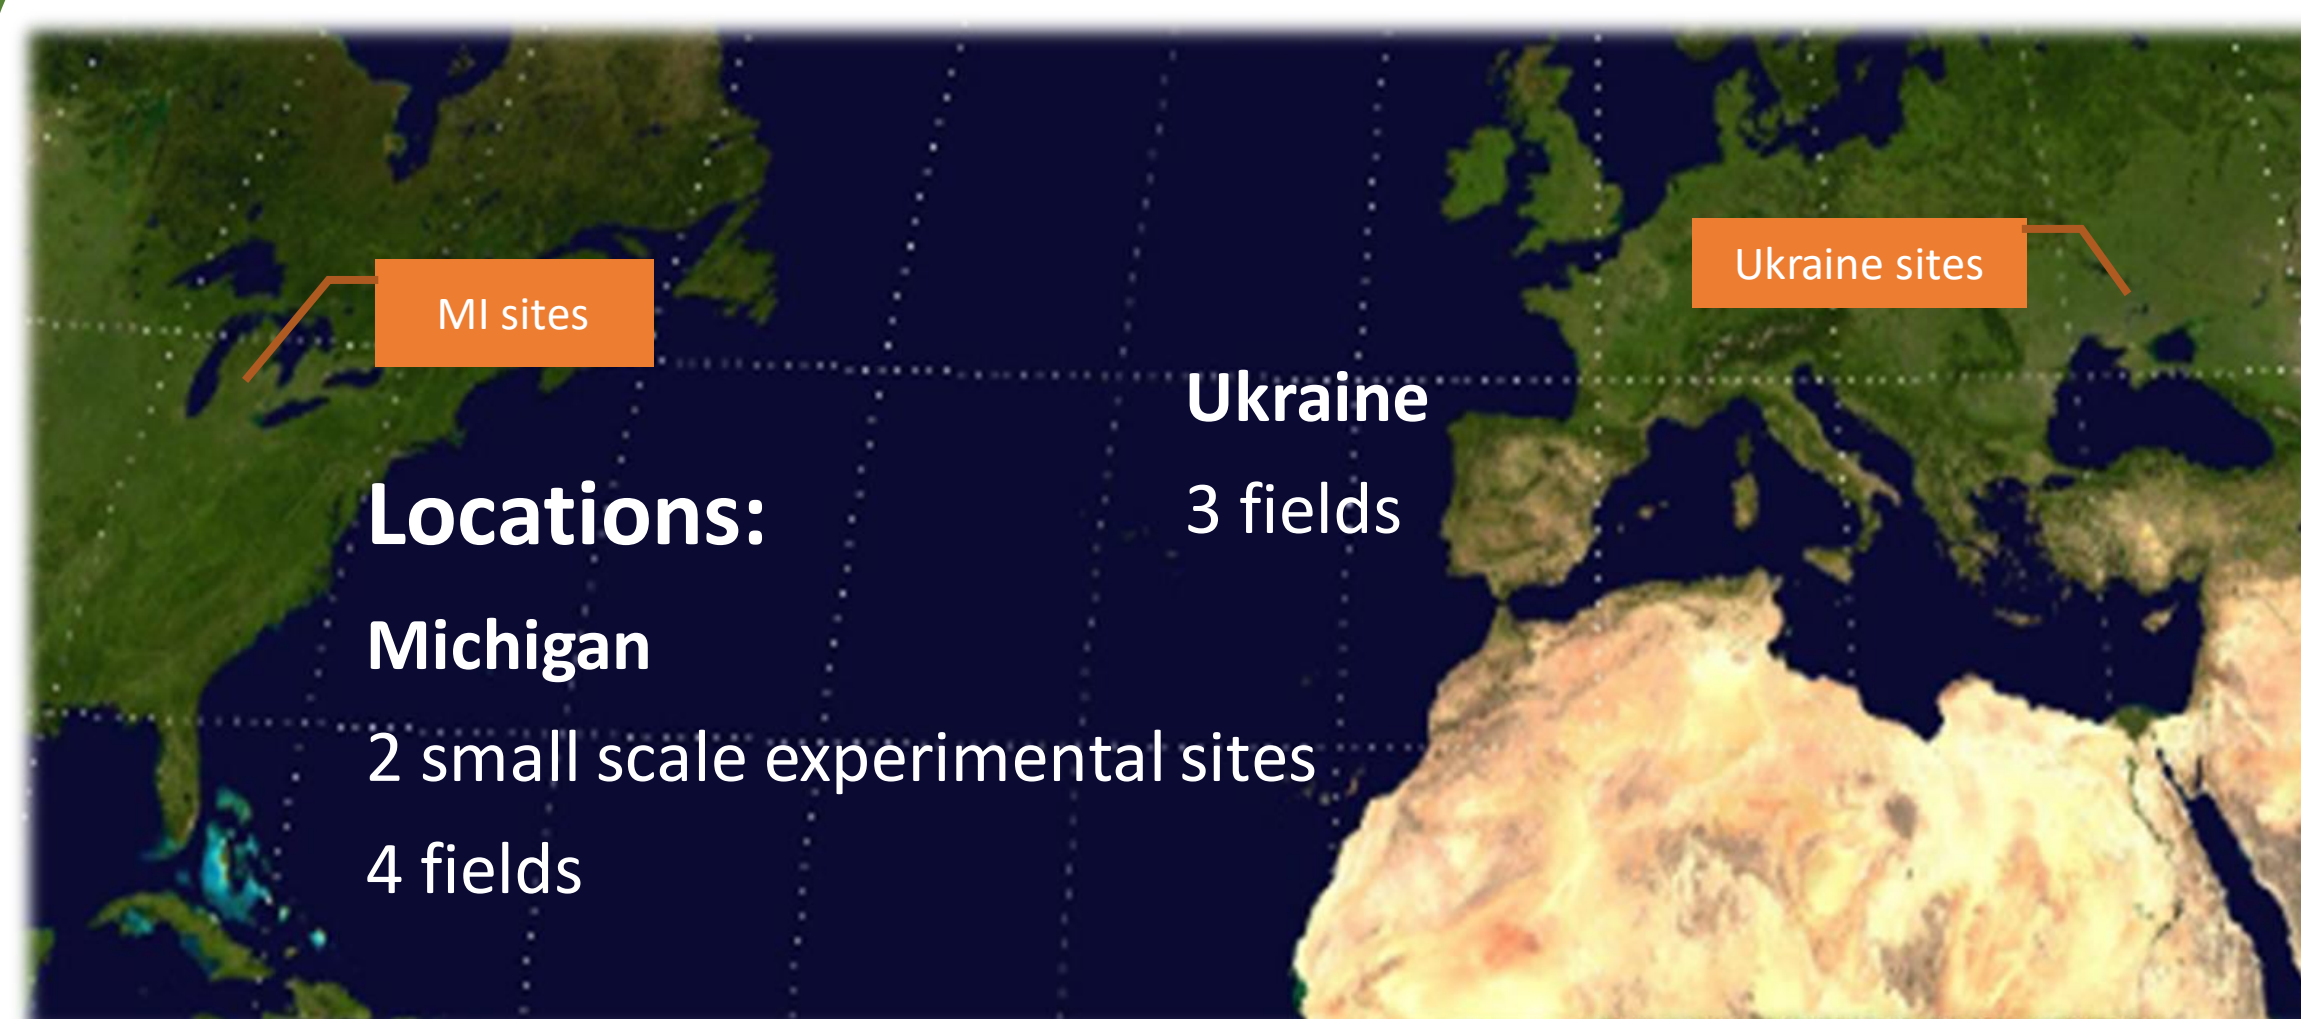 MI sites
Ukraine sites
Locations:
Michigan
2 small scale experimental sites
4 fields
Ukraine
3 fields